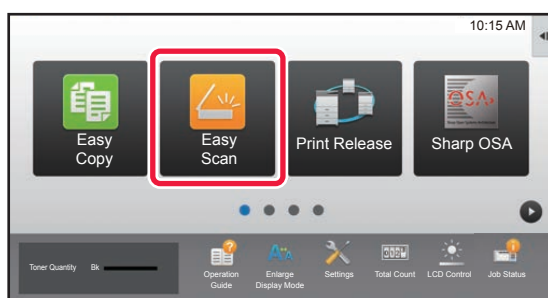 10:15 AM
Easy
Copy
Easy
Scan
Print Release
Sharp OSA
Toner Quantity Bk
Operation
Guide
Enlarge
Display Mode
Settings
Total Count
LCD Control
Job Status